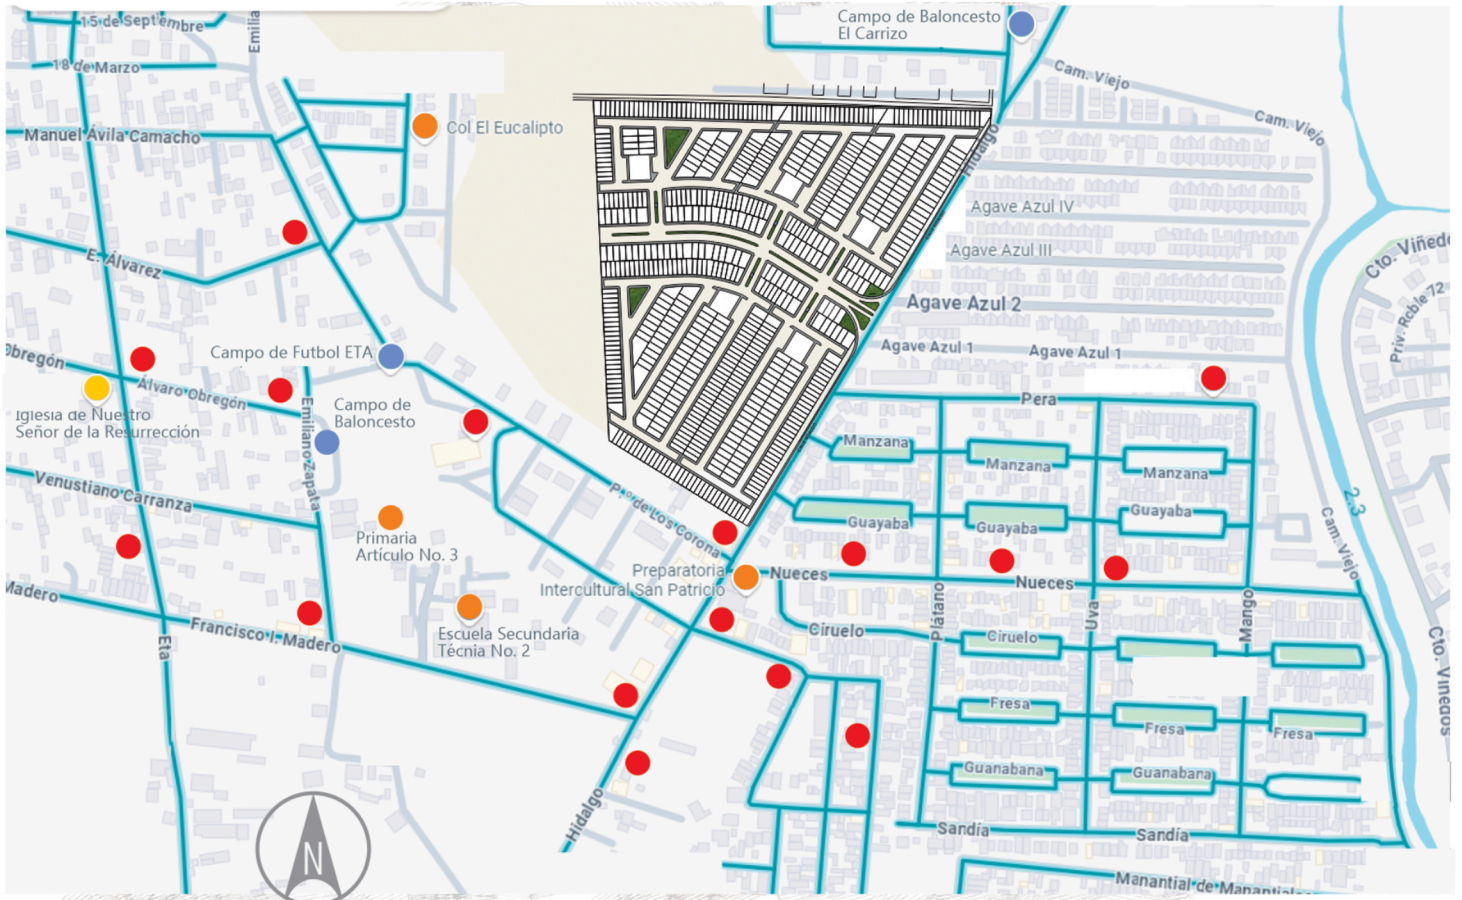 15 de Septiembre
Emilia
18 de Marzo
Manuel Ávila Camacho
Col El Eucalipto
Campo de Baloncesto
El Carrizo
Cam. Viejo
Cam. Viejo
Hidalgo
Agave Azul IV
Agave Azul III
Agave Azul 2
Agave Azul 1
Agave Azul 1
Cto. Viñedo
Priv. Roble 72
E. Álvarez
Obregón
Álvaro Obregón
Campo de Futbol ETA
Campo de
Baloncesto
Iglesia de Nuestro
Señor de la Resurrección
Emiliano Zapata
Venustiano Carranza
Primaria
Artículo No. 3
Escuela Secundaria
Técnia No. 2
P.º de Los Corona
Preparatoria
Intercultural San Patricio
Pera
Manzana
Manzana
Manzana
Guayaba
Guayaba
Guayaba
Nueces
Nueces
2.3
Cam. Viejo
Plátano
Uva
Mango
Ciruelo
Ciruelo
Cto. Viñedos
Madero
Francisco I. Madero
Eta
Fresa
Fresa
Fresa
Guanabana
Guanabana
Hidalgo
Sandía
Sandía
N
Manantial de Manantiales